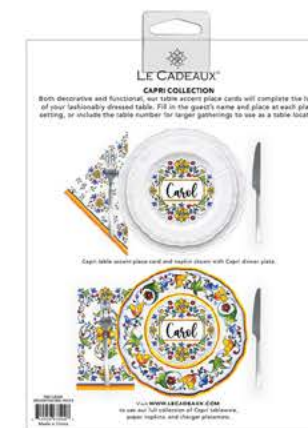 LE CADEAUX
CAPRI COLLECTION
Both decorative and functional, our table accent place cards will complete the
of your fashionably dressed table. Fill in the guest's name and place at each
setting, or include the table number for larger gatherings to use as a table
Carol
Capri table accent place card and napkin shown with Capri dinner plate.
Carol
Visit WWW.LECADEAUX.COM
to see our full collection of Capri tableware,
paper napkins and charger placemats.
Made in China